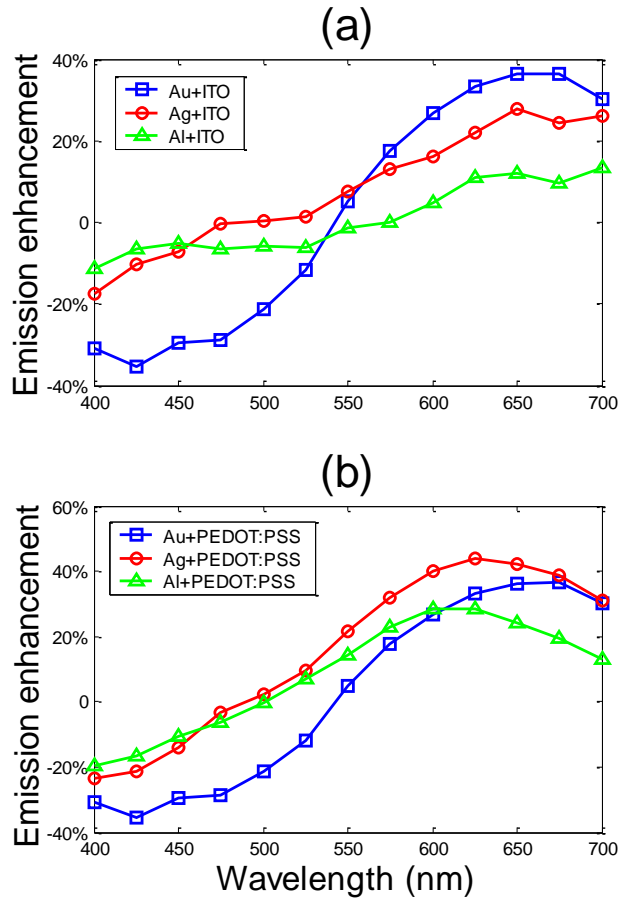 (a)
Emission enhancement
40%
20%
0
-20%
-40%
Au+ITO
Ag+ITO
Al+ITO
400 450 500 550 600 650 700
(b)
Emission enhancement
60%
40%
20%
0
-20%
-40%
Au+PEDOT:PSS
Ag+PEDOT:PSS
Al+PEDOT:PSS
400 450 500 550 600 650 700
Wavelength (nm)